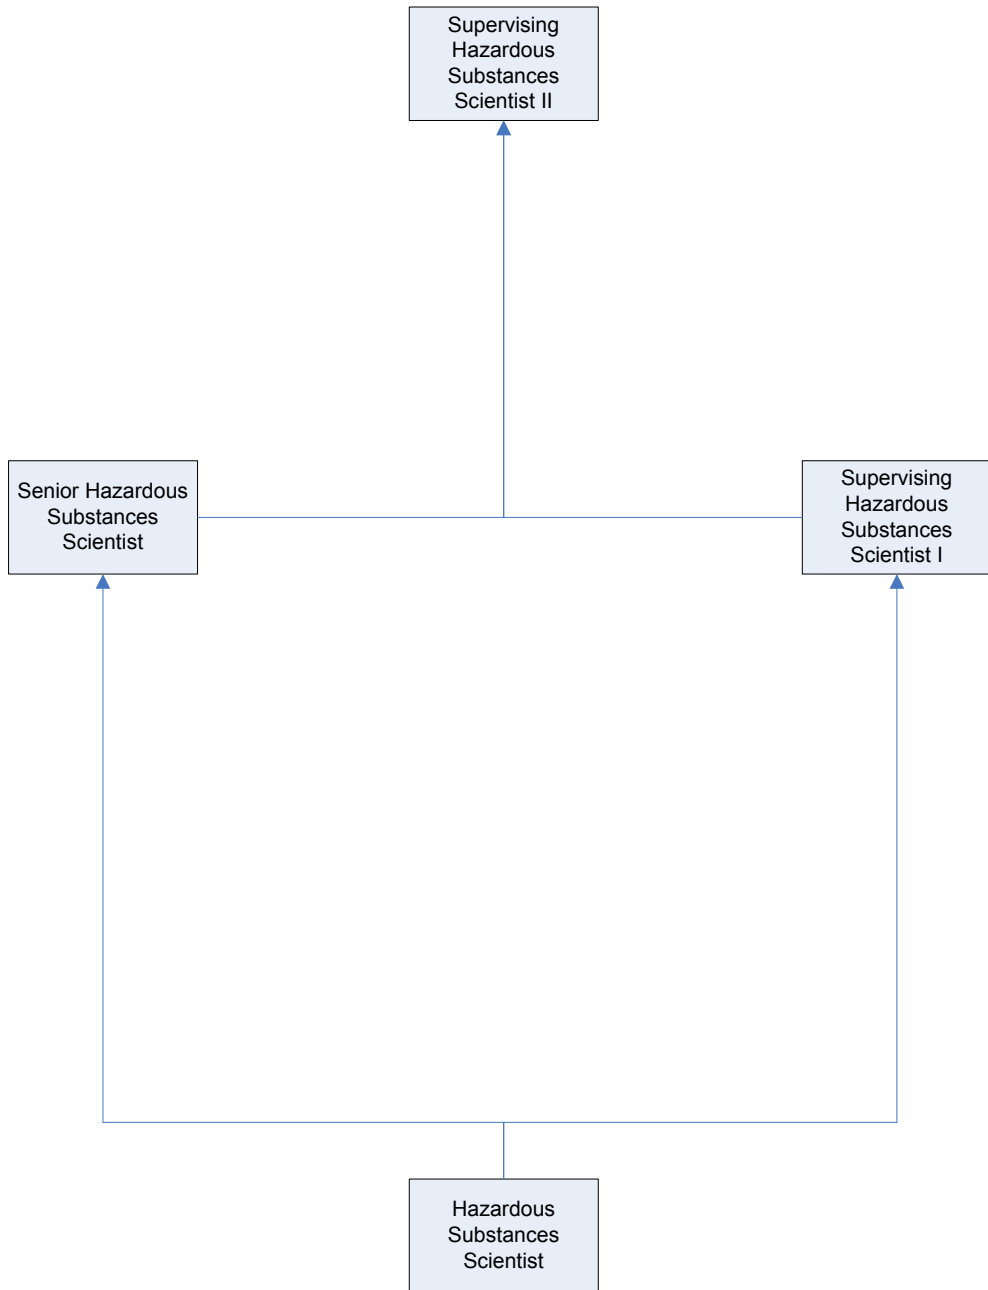 Supervising
Hazardous
Substances
Scientist II
Senior Hazardous
Substances
Scientist
Supervising
Hazardous
Substances
Scientist I
Hazardous
Substances
Scientist